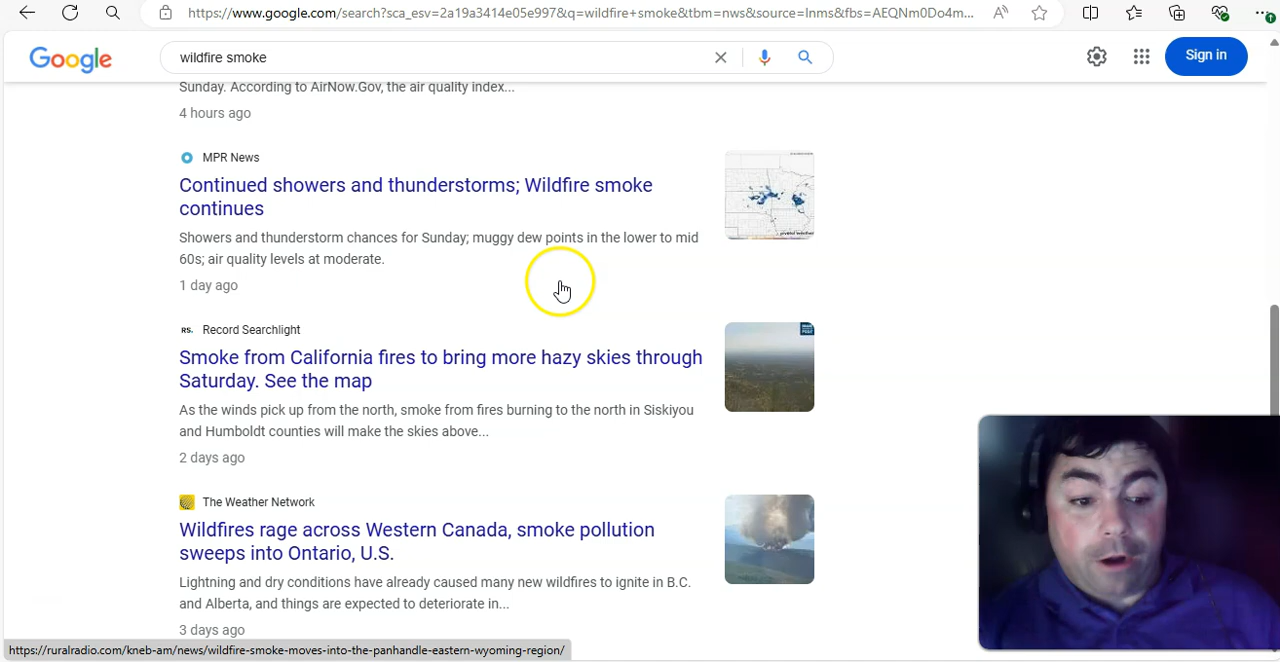 https://www.google.com/search?sca_esv=2a19a3414e05e997&q=wildfire+smoke&tbm=nws&source=lnms&fbs=AEQNm0Do4m...
Google
wildfire smoke
Sign in
Sunday. According to AirNow.Gov, the air quality index...
4 hours ago
MPR News
Continued showers and thunderstorms; Wildfire smoke
continues
Showers and thunderstorm chances for Sunday; muggy dew points in the lower to mid
60s; air quality levels at moderate.
1 day ago
RS. Record Searchlight
Smoke from California fires to bring more hazy skies through
Saturday. See the map
As the winds pick up from the north, smoke from fires burning to the north in Siskiyou
and Humboldt counties will make the skies above...
2 days ago
The Weather Network
Wildfires rage across Western Canada, smoke pollution
sweeps into Ontario, U.S.
Lightning and dry conditions have already caused many new wildfires to ignite in B.C.
and Alberta, and things are expected to deteriorate in...
3 days ago
https://ruralradio.com/kneb-am/news/wildfire-smoke-moves-into-the-panhandle-eastern-wyoming-region/